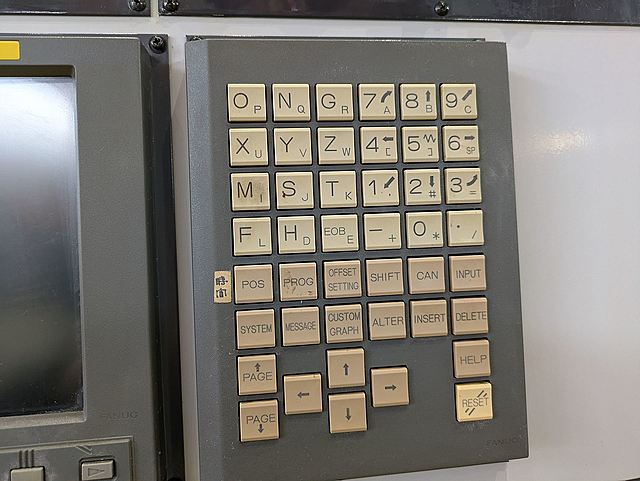 O P N Q G R 7 A 8 B 9 C
X U Y V Z W 4 [ 5 ] 6 SP
M I S J T K 1 , 2 # 3 =
F L H D EOB E - + 0 * . /
POS PROG OFFSET SETTING SHIFT CAN INPUT
SYSTEM MESSAGE CUSTOM GRAPH ALTER INSERT DELETE
↑ PAGE ↑ HELP
← →
PAGE ↓ ↓ RESET
FANUC
FANUC